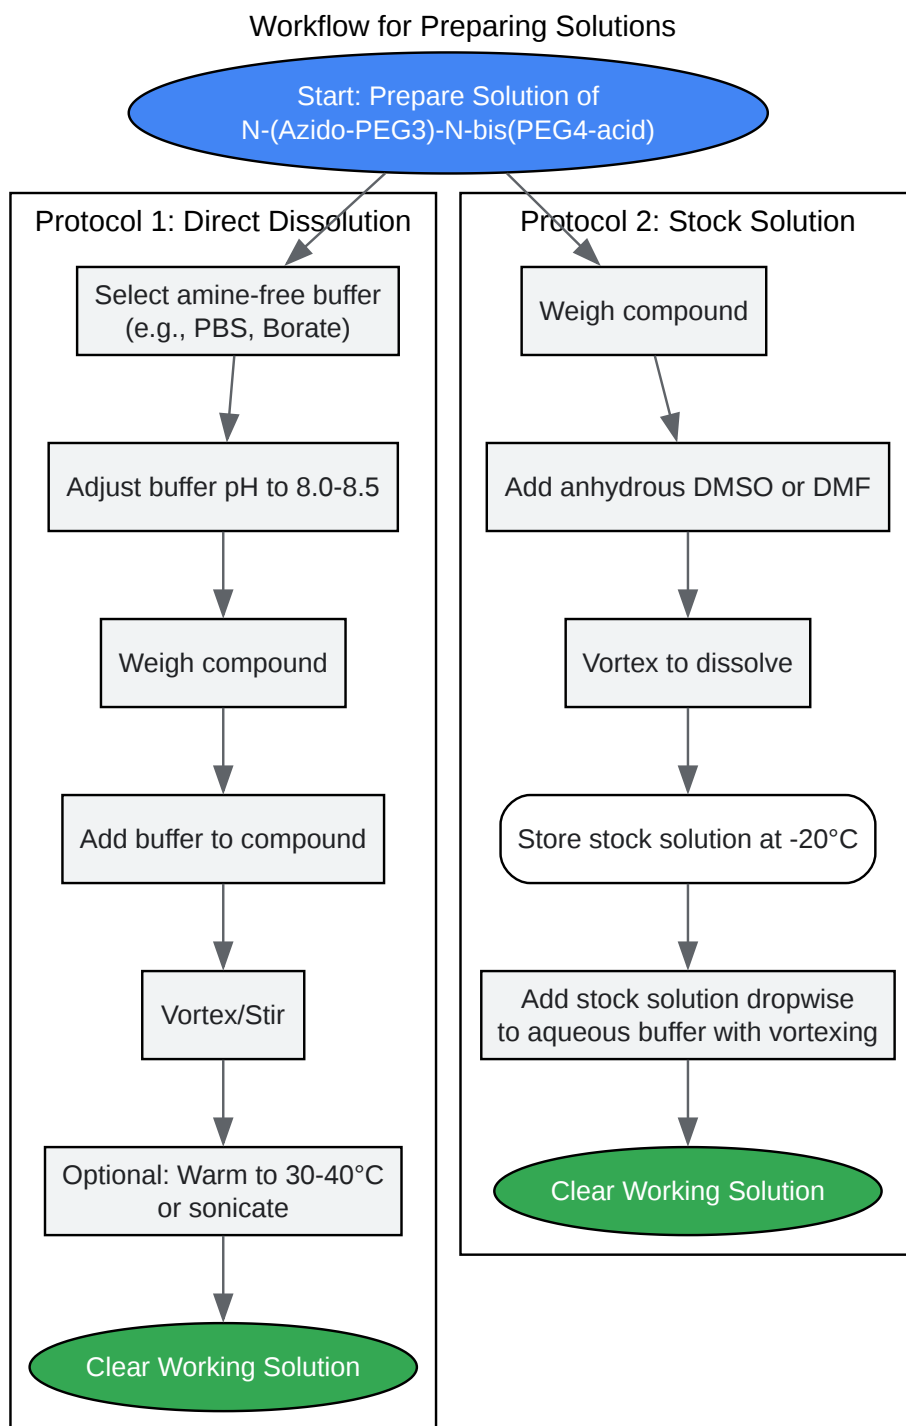 Workflow for Preparing Solutions
Start: Prepare Solution of
N-(Azido-PEG3)-N-bis(PEG4-acid)
Protocol 1: Direct Dissolution
Select amine-free buffer
(e.g., PBS, Borate)
Adjust buffer pH to 8.0-8.5
Weigh compound
Add buffer to compound
Vortex/Stir
Optional: Warm to 30-40°C
or sonicate
Clear Working Solution
Protocol 2: Stock Solution
Weigh compound
Add anhydrous DMSO or DMF
Vortex to dissolve
Store stock solution at -20°C
Add stock solution dropwise
to aqueous buffer with vortexing
Clear Working Solution